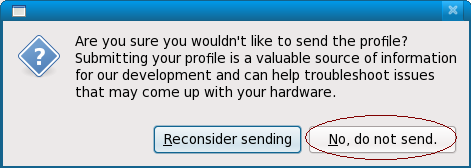 Are you sure you wouldn't like to send the profile?
Submitting your profile is a valuable source of information
for our development and can help troubleshoot issues
that may come up with your hardware.
Reconsider sending
No, do not send.